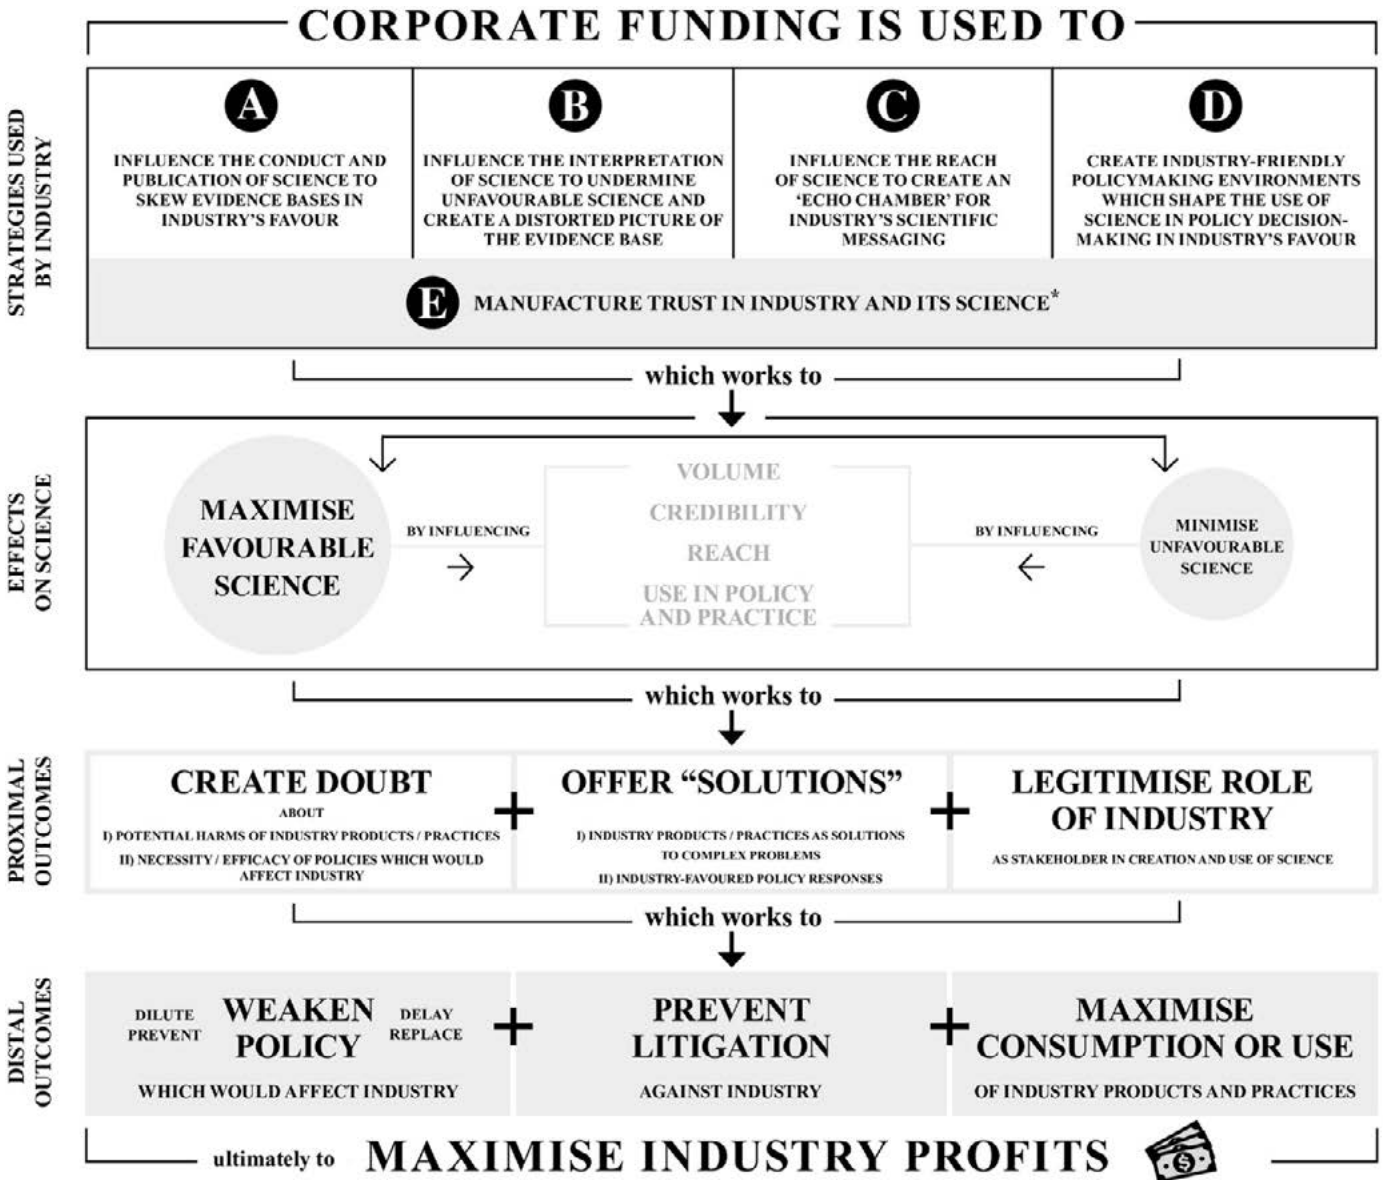 CORPORATE FUNDING IS USED TO
STRATEGIES USED
BY INDUSTRY
A
INFLUENCE THE CONDUCT AND
PUBLICATION OF SCIENCE TO
SKEW EVIDENCE BASES IN
INDUSTRY'S FAVOUR
B
INFLUENCE THE INTERPRETATION
OF SCIENCE TO UNDERMINE
UNFAVOURABLE SCIENCE AND
CREATE A DISTORTED PICTURE OF
THE EVIDENCE BASE
C
INFLUENCE THE REACH
OF SCIENCE TO CREATE AN
‘ECHO CHAMBER’ FOR
INDUSTRY'S SCIENTIFIC
MESSAGING
D
CREATE INDUSTRY-FRIENDLY
POLICYMAKING ENVIRONMENTS
WHICH SHAPE THE USE OF
SCIENCE IN POLICY DECISION-
MAKING IN INDUSTRY'S FAVOUR
E MANUFACTURE TRUST IN INDUSTRY AND ITS SCIENCE*
which works to
EFFECTS
ON SCIENCE
MAXIMISE
FAVOURABLE
SCIENCE
BY INFLUENCING
VOLUME
CREDIBILITY
REACH
USE IN POLICY
AND PRACTICE
BY INFLUENCING
MINIMISE
UNFAVOURABLE
SCIENCE
which works to
PROXIMAL
OUTCOMES
CREATE DOUBT
ABOUT
I) POTENTIAL HARMS OF INDUSTRY PRODUCTS / PRACTICES
II) NECESSITY / EFFICACY OF POLICIES WHICH WOULD
AFFECT INDUSTRY
+
OFFER “SOLUTIONS”
I) INDUSTRY PRODUCTS / PRACTICES AS SOLUTIONS
TO COMPLEX PROBLEMS
II) INDUSTRY-FAVOURED POLICY RESPONSES
+
LEGITIMISE ROLE
OF INDUSTRY
AS STAKEHOLDER IN CREATION AND USE OF SCIENCE
which works to
DISTAL
OUTCOMES
DILUTE
PREVENT
WEAKEN
POLICY
DELAY
REPLACE
WHICH WOULD AFFECT INDUSTRY
+
PREVENT
LITIGATION
AGAINST INDUSTRY
+
MAXIMISE
CONSUMPTION OR USE
OF INDUSTRY PRODUCTS AND PRACTICES
ultimately to MAXIMISE INDUSTRY PROFITS
$